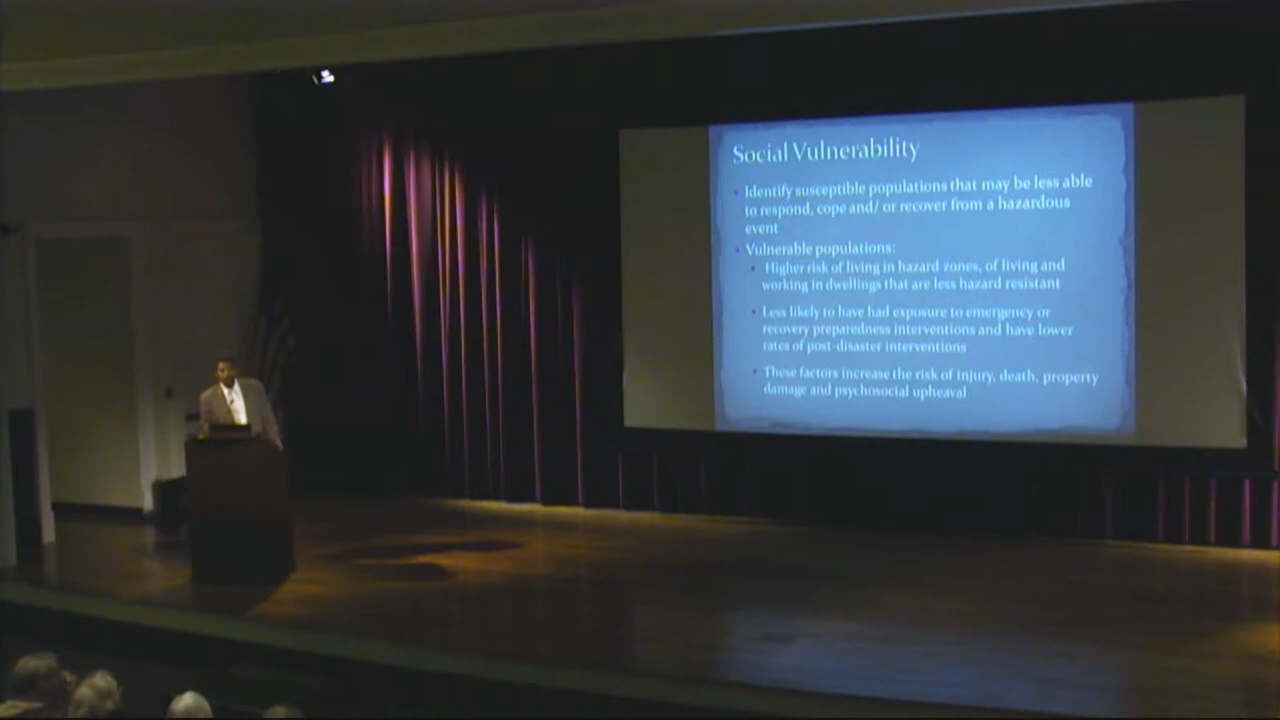 Social Vulnerability
• Identify susceptible populations that may be less able
to respond, cope and/ or recover from a hazardous
event
• Vulnerable populations:
• Higher risk of living in hazard zones, of living and
working in dwellings that are less hazard resistant
• Less likely to have had exposure to emergency or
recovery preparedness interventions and have lower
rates of post-disaster interventions
• These factors increase the risk of injury, death, property
damage and psychosocial upheaval